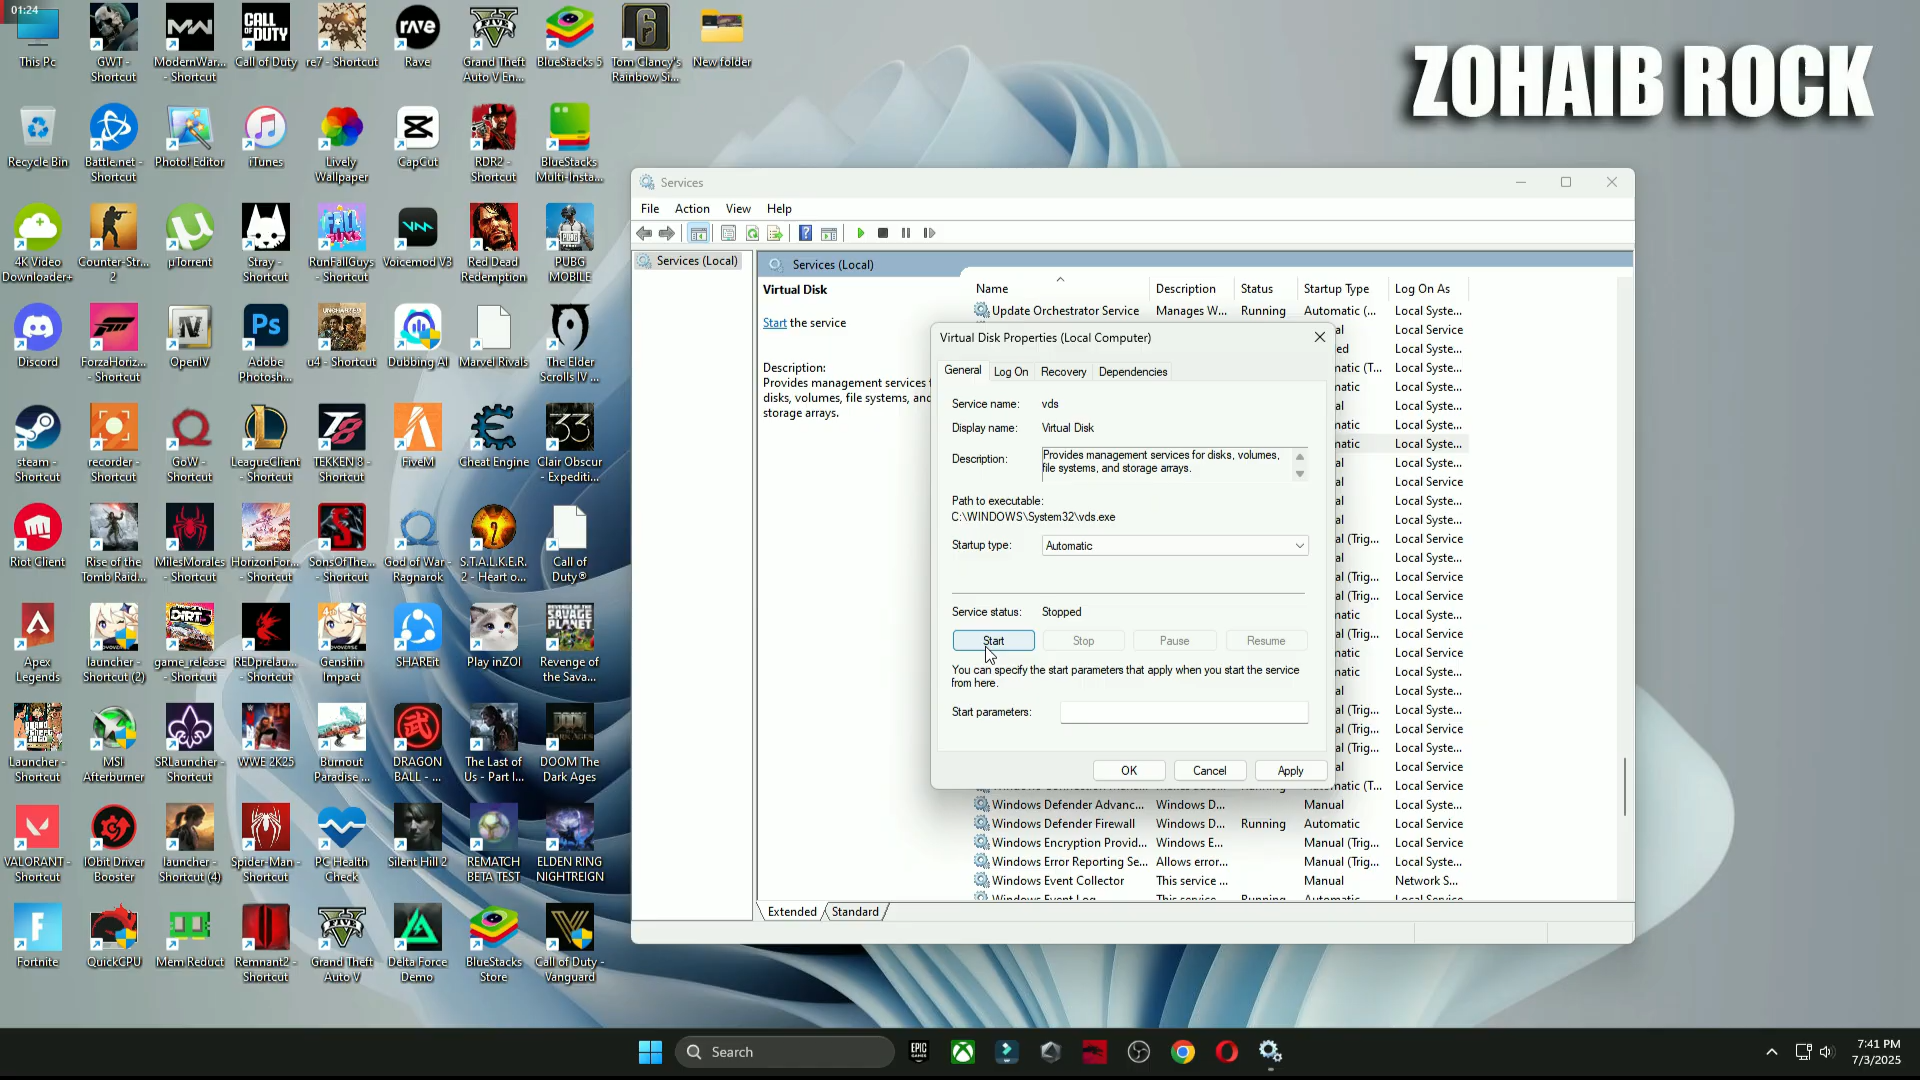 01:24
ZOHAIB ROCK
This Pc
GWT - Shortcut
ModernWar... - Shortcut
Call of Duty
re7 - Shortcut
Rave
Grand Theft Auto V En...
BlueStacks 5
Tom Clancy's Rainbow Si...
New folder
Recycle Bin
Battle.net - Shortcut
Photo! Editor
iTunes
Lively Wallpaper
CapCut
RDR2 - Shortcut
BlueStacks Multi-Insta...
4K Video Downloader+
Counter-Str... 2
µTorrent
Stray - Shortcut
RunFallGuys - Shortcut
Voicemod V3
Red Dead Redemption
PUBG MOBILE
Discord
ForzaHoriz... - Shortcut
OpenIV
Adobe Photosh...
u4 - Shortcut
Dubbing AI
Marvel Rivals
The Elder Scrolls IV ...
steam - Shortcut
recorder - Shortcut
GoW - Shortcut
LeagueClient - Shortcut
TEKKEN 8 - Shortcut
FiveM
Cheat Engine
Clair Obscur - Expediti...
Riot Client
Rise of the Tomb Raid...
MilesMorales - Shortcut
HorizonFor... - Shortcut
SonsOfThe... - Shortcut
God of War - Ragnarok
S.T.A.L.K.E.R. 2 - Heart o...
Call of Duty®
Apex Legends
launcher - Shortcut (2)
game_release - Shortcut
REDprelau... - Shortcut
Genshin Impact
SHAREit
Play inZOI
Revenge of the Sava...
Launcher - Shortcut
MSI Afterburner
SRLauncher - Shortcut
WWE 2K25
Burnout Paradise ...
DRAGON BALL - ...
The Last of Us - Part I...
DOOM The Dark Ages
VALORANT - Shortcut
IObit Driver Booster
launcher - Shortcut (4)
Spider-Man - Shortcut
PC Health Check
Silent Hill 2
REMATCH BETA TEST
ELDEN RING NIGHTREIGN
Fortnite
QuickCPU
Mem Reduct
Remnant2 - Shortcut
Grand Theft Auto V
Delta Force Demo
BlueStacks Store
Call of Duty - Vanguard
Services
File Action View Help
Services (Local)
Services (Local)
Virtual Disk
Start the service
Description:
Provides management services f
disks, volumes, file systems, and
storage arrays.
Name Description Status Startup Type Log On As
Update Orchestrator Service Manages W... Running Automatic (... Local Syste...
Virtual Disk Properties (Local Computer)
General Log On Recovery Dependencies
Service name: vds
Display name: Virtual Disk
Description: Provides management services for disks, volumes,
file systems, and storage arrays.
Path to executable:
C:\WINDOWS\System32\vds.exe
Startup type: Automatic
Service status: Stopped
Start Stop Pause Resume
You can specify the start parameters that apply when you start the service
from here.
Start parameters:
OK Cancel Apply
Windows Defender Advanc... Windows D... Manual Local Syste...
Windows Defender Firewall Windows D... Running Automatic Local Service
Windows Encryption Provid... Windows E... Manual (Trig... Local Service
Windows Error Reporting Se... Allows error... Manual (Trig... Local Syste...
Windows Event Collector This service ... Manual Network S...
Windows Event Log This service ... Running Automatic Local Service
Extended Standard
Search
EPIC GAMES
7:41 PM
7/3/2025